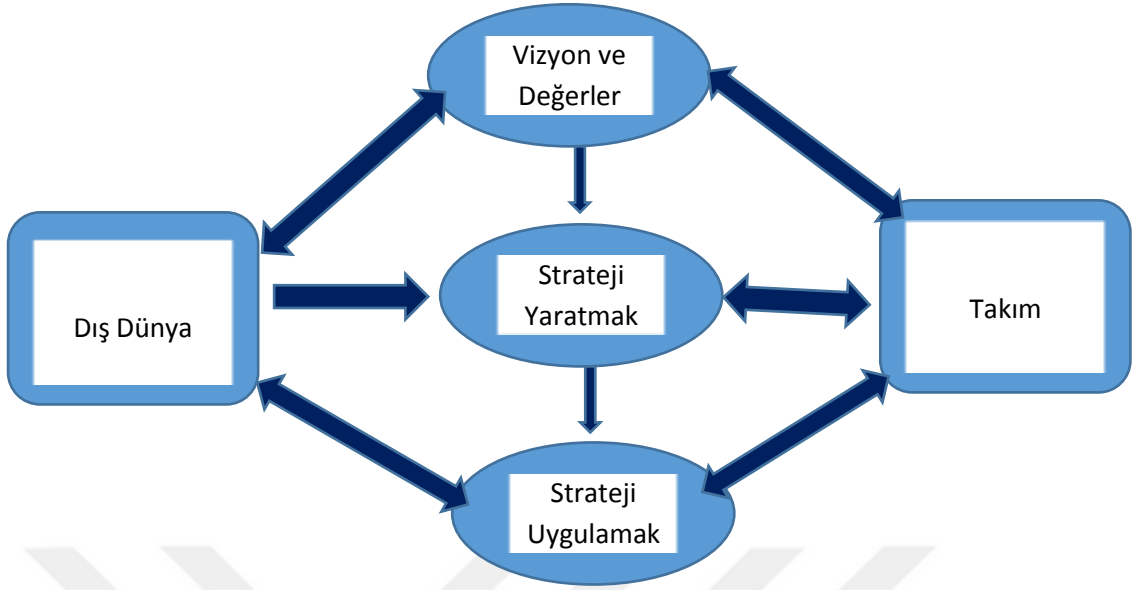 Vizyon ve
Değerler
Dış Dünya
Strateji
Yaratmak
Takım
Strateji
Uygulamak